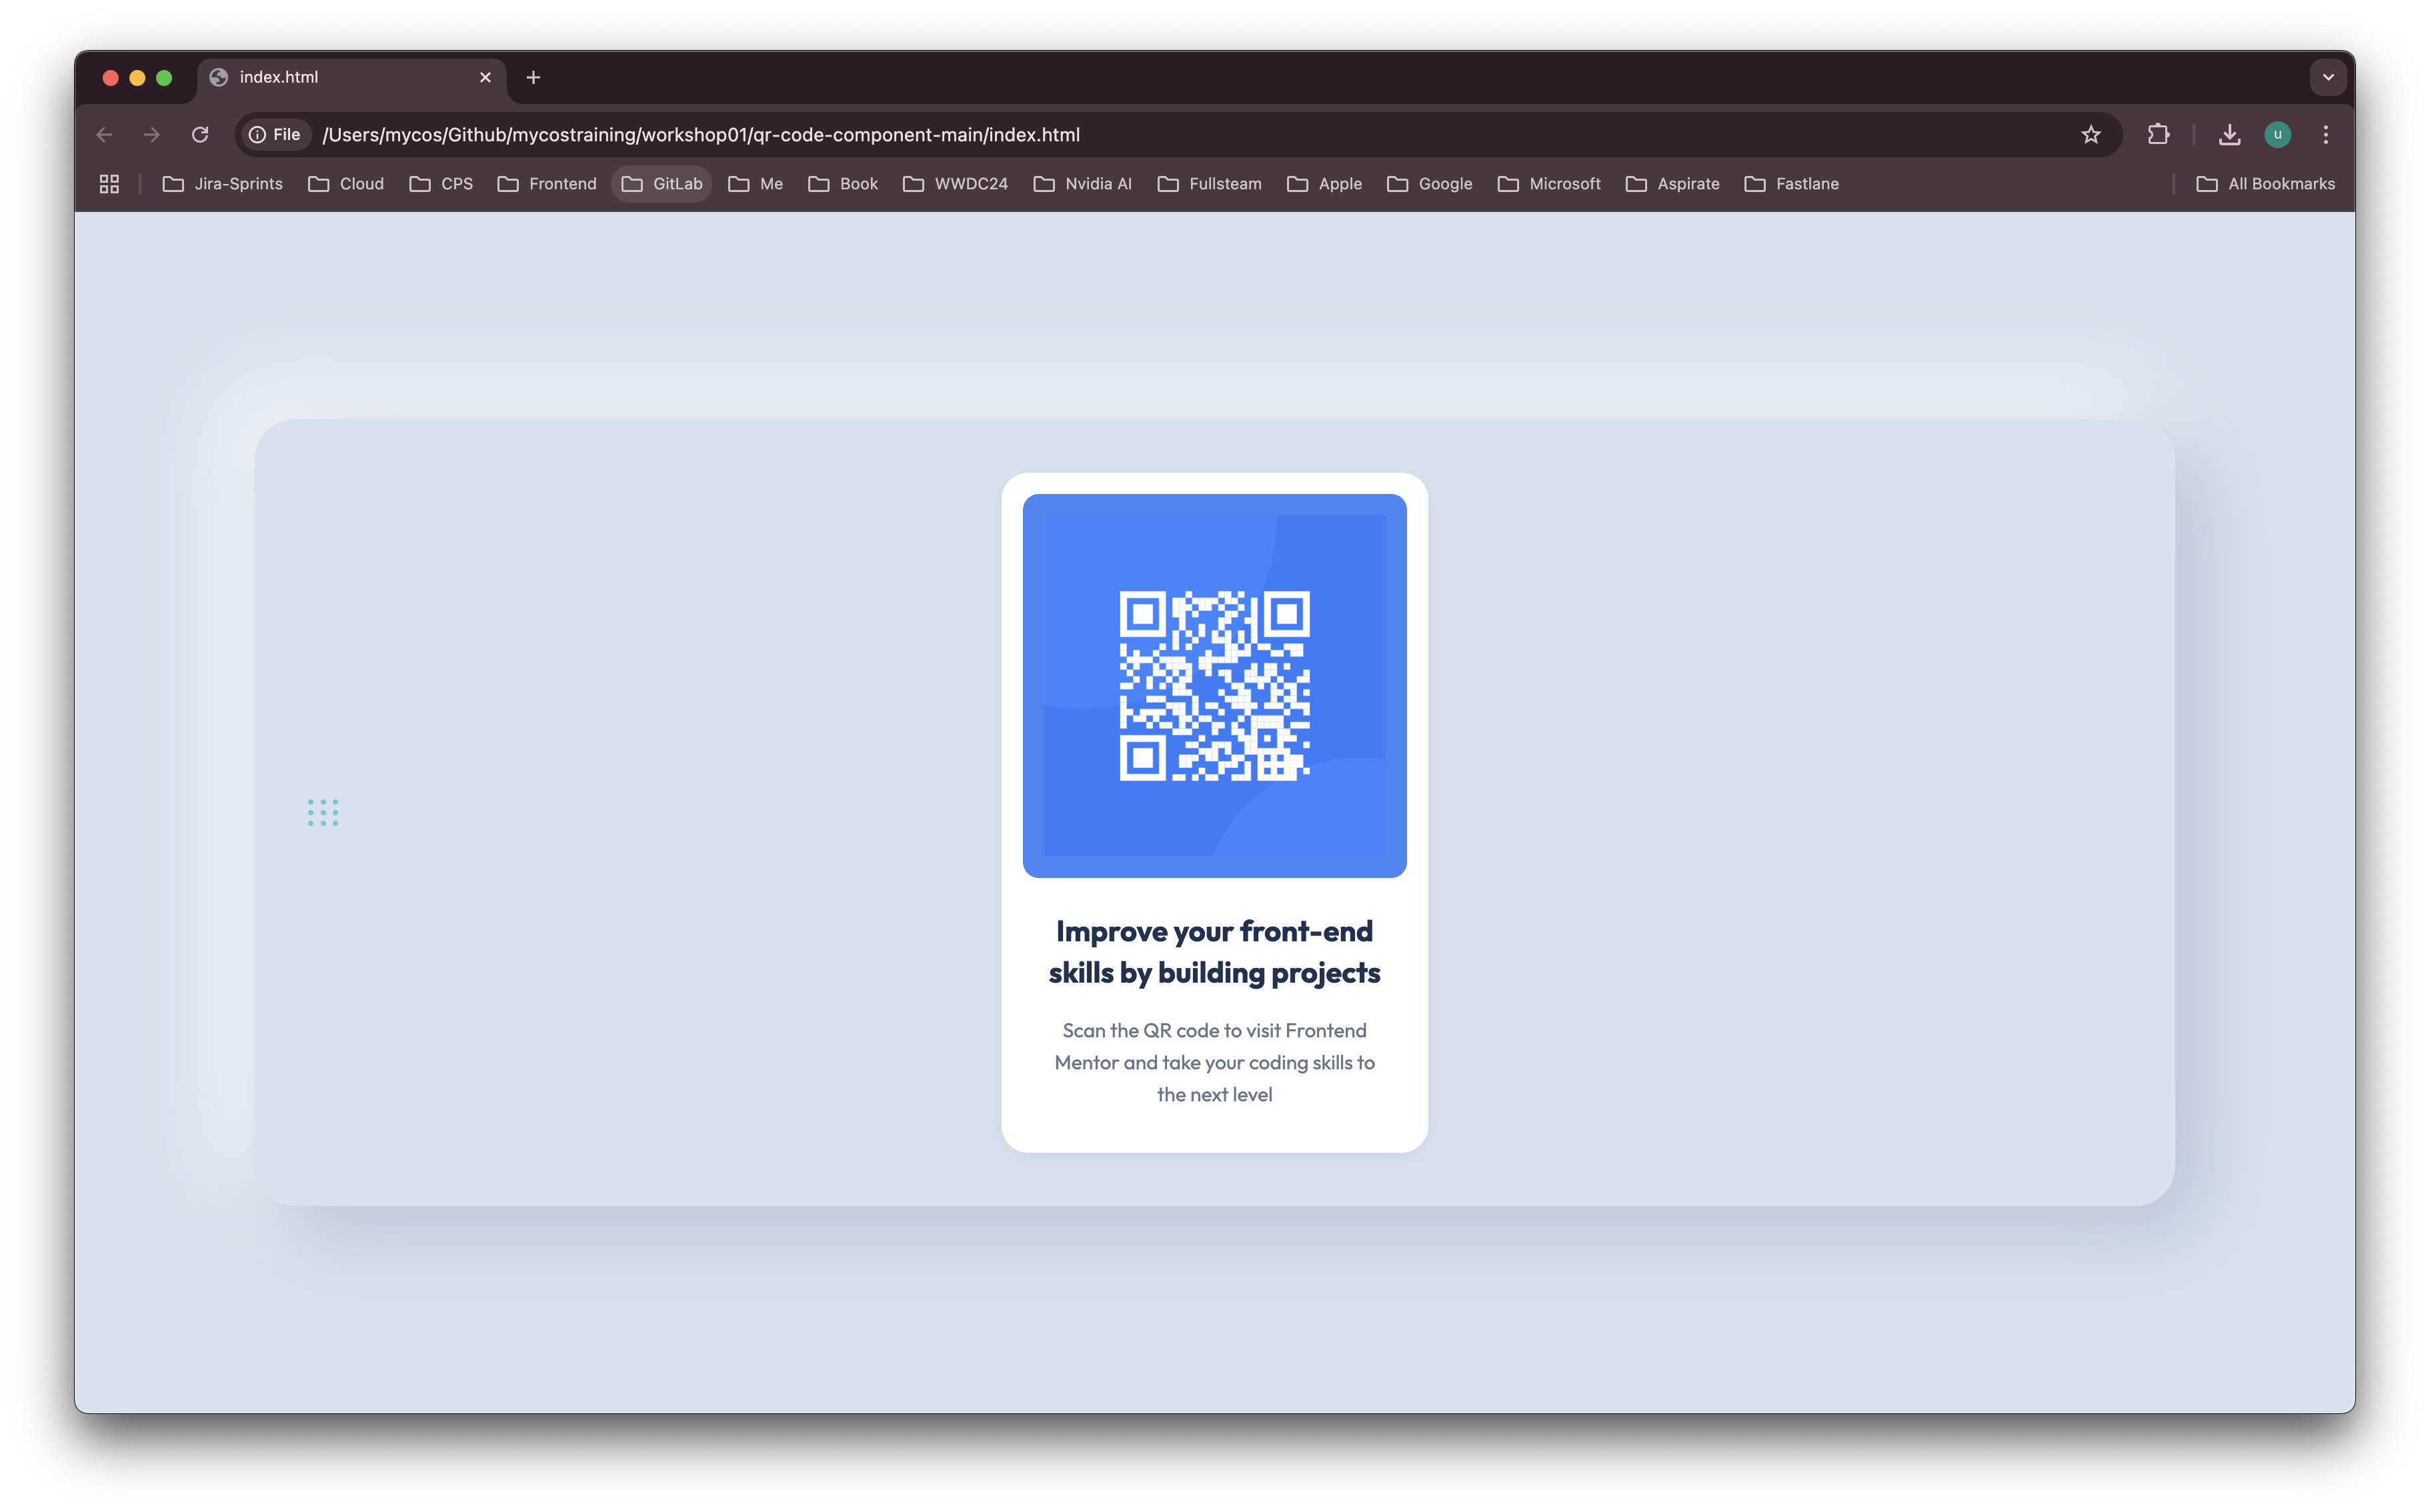 index.html
File
/Users/mycos/Github/mycostraining/workshop01/qr-code-component-main/index.html
u
Jira-Sprints
Cloud
CPS
Frontend
GitLab
Me
Book
WWDC24
Nvidia AI
Fullsteam
Apple
Google
Microsoft
Aspirate
Fastlane
All Bookmarks
Improve your front-end
skills by building projects
Scan the QR code to visit Frontend
Mentor and take your coding skills to
the next level